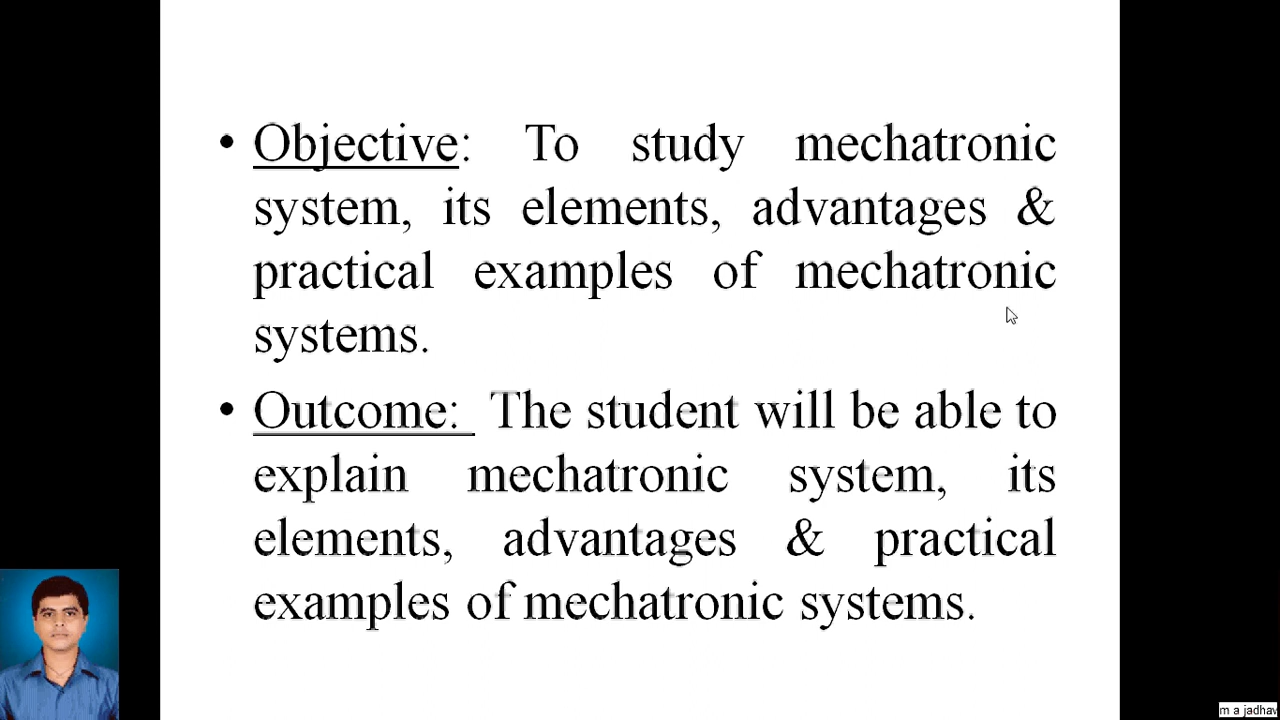 • Objective: To study mechatronic
system, its elements, advantages &
practical examples of mechatronic
systems.
• Outcome: The student will be able to
explain mechatronic system, its
elements, advantages & practical
examples of mechatronic systems.
m a jadhav